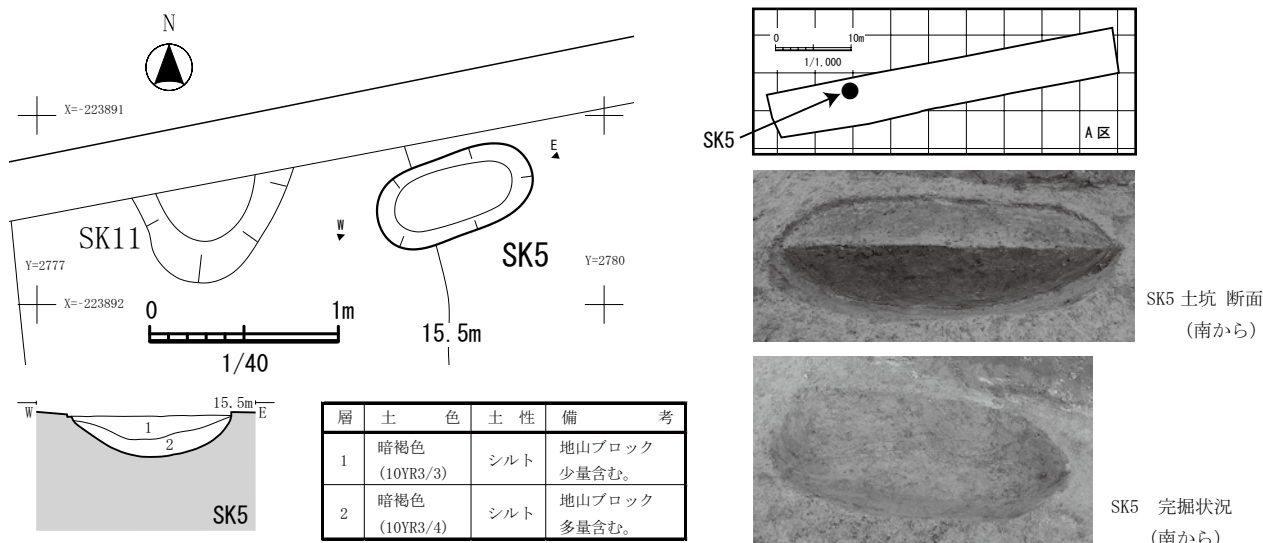 N
X=-223891
E
W
SK11
SK5
Y=2777
Y=2780
X=-223892
0 1m
15.5m
1/40
W 15.5m E
1
2
SK5
層 土色 土性 備考
1 暗褐色 (10YR3/3) シルト 地山ブロック 少量含む。
2 暗褐色 (10YR3/4) シルト 地山ブロック 多量含む。
0 10m
1/1,000
SK5
A区
SK5 土坑 断面
(南から)
SK5 完掘状況
(南から)